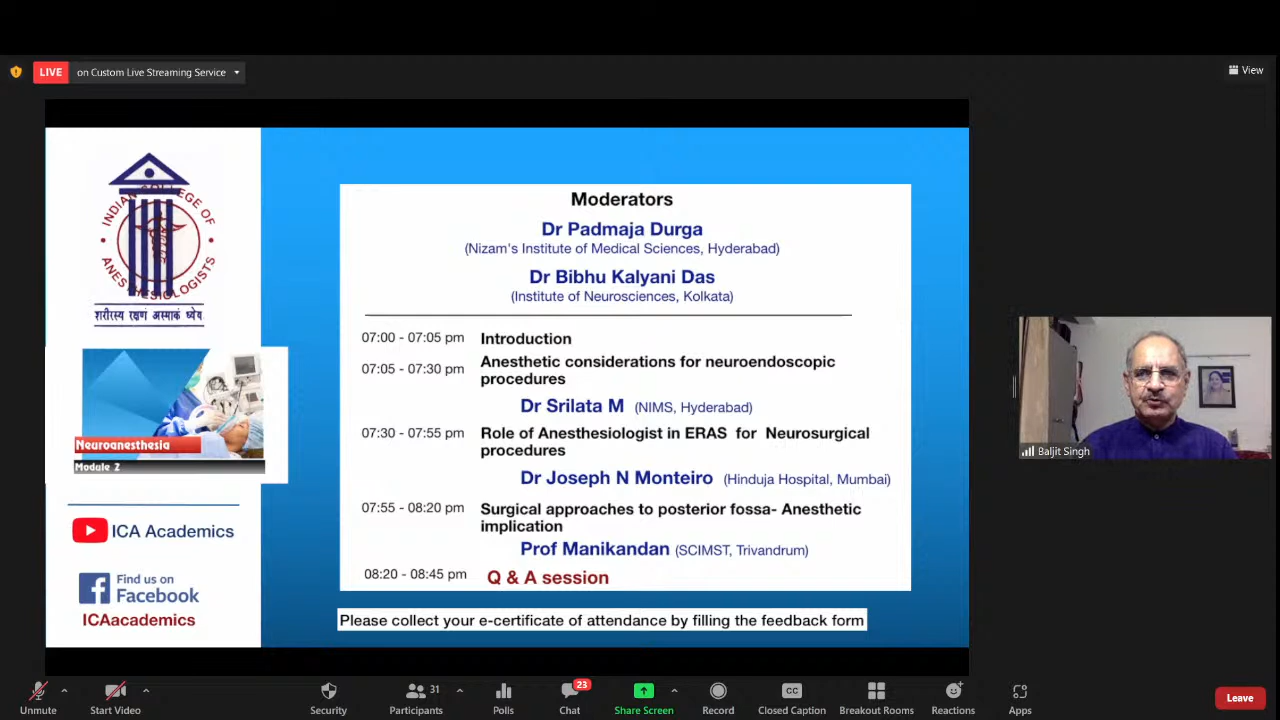 LIVE on Custom Live Streaming Service
View
INDIAN COLLEGE OF
ANESTHESIOLOGISTS
शरीरस्य रक्षणं अस्माकं ध्येय
Neuroanesthesia
Module 2
ICA Academics
Find us on
Facebook
ICAacademics
Moderators
Dr Padmaja Durga
(Nizam's Institute of Medical Sciences, Hyderabad)
Dr Bibhu Kalyani Das
(Institute of Neurosciences, Kolkata)
07:00 - 07:05 pm Introduction
07:05 - 07:30 pm Anesthetic considerations for neuroendoscopic
procedures
Dr Srilata M (NIMS, Hyderabad)
07:30 - 07:55 pm Role of Anesthesiologist in ERAS for Neurosurgical
procedures
Dr Joseph N Monteiro (Hinduja Hospital, Mumbai)
07:55 - 08:20 pm Surgical approaches to posterior fossa- Anesthetic
implication
Prof Manikandan (SCIMST, Trivandrum)
08:20 - 08:45 pm Q & A session
Please collect your e-certificate of attendance by filling the feedback form
Baljit Singh
31
23
CC
Unmute
Start Video
Security
Participants
Polls
Chat
Share Screen
Record
Closed Caption
Breakout Rooms
Reactions
Apps
Leave